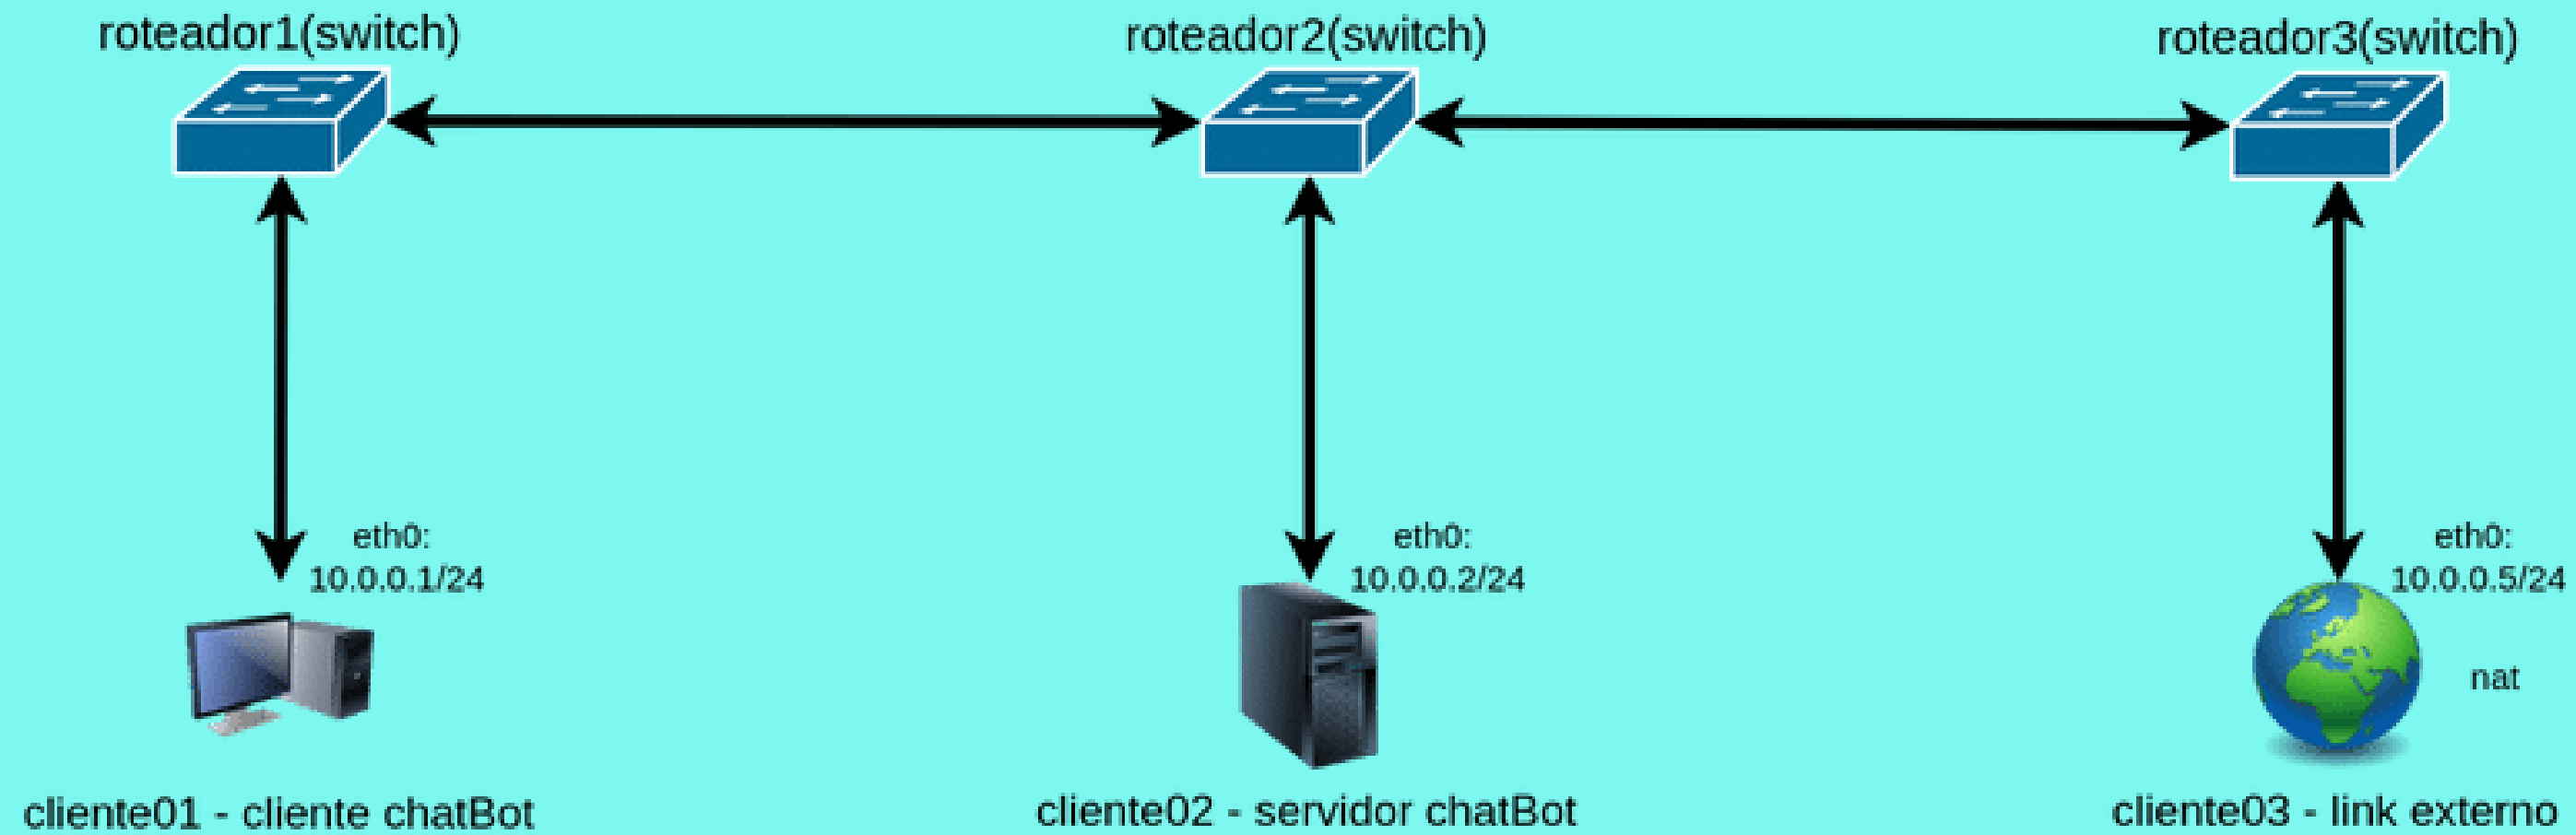 roteador1(switch)
roteador2(switch)
roteador3(switch)
eth0:
10.0.0.1/24
eth0:
10.0.0.2/24
eth0:
10.0.0.5/24
nat
cliente01 - cliente chatBot
cliente02 - servidor chatBot
cliente03 - link externo